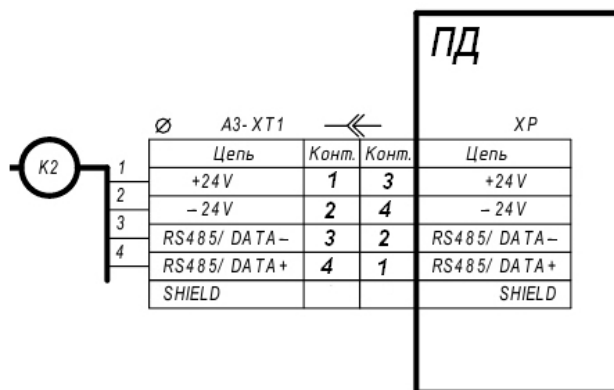 ПД
Ø A3-XT1 XP
Цепь Конт. Конт. Цепь
K2
1 +24V 1 3 +24V
2 −24V 2 4 −24V
3 RS485/ DATA− 3 2 RS485/ DATA−
4 RS485/ DATA+ 4 1 RS485/ DATA+
SHIELD SHIELD